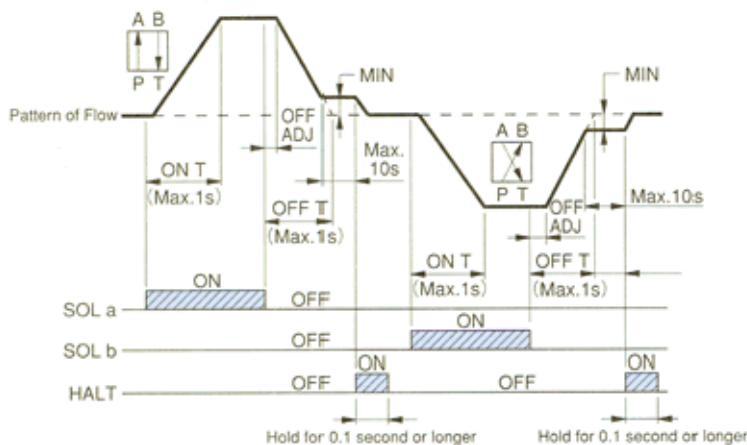 A B
P T
MIN
Pattern of Flow
OFF
ADJ
Max.
10s
ON T
(Max.1s)
OFF T
(Max.1s)
MIN
A B
P T
OFF
ADJ
Max.10s
ON T
(Max.1s)
OFF T
(Max.1s)
SOL a
ON
OFF
SOL b
OFF
ON
HALT
OFF
ON
OFF
ON
Hold for 0.1 second or longer
Hold for 0.1 second or longer